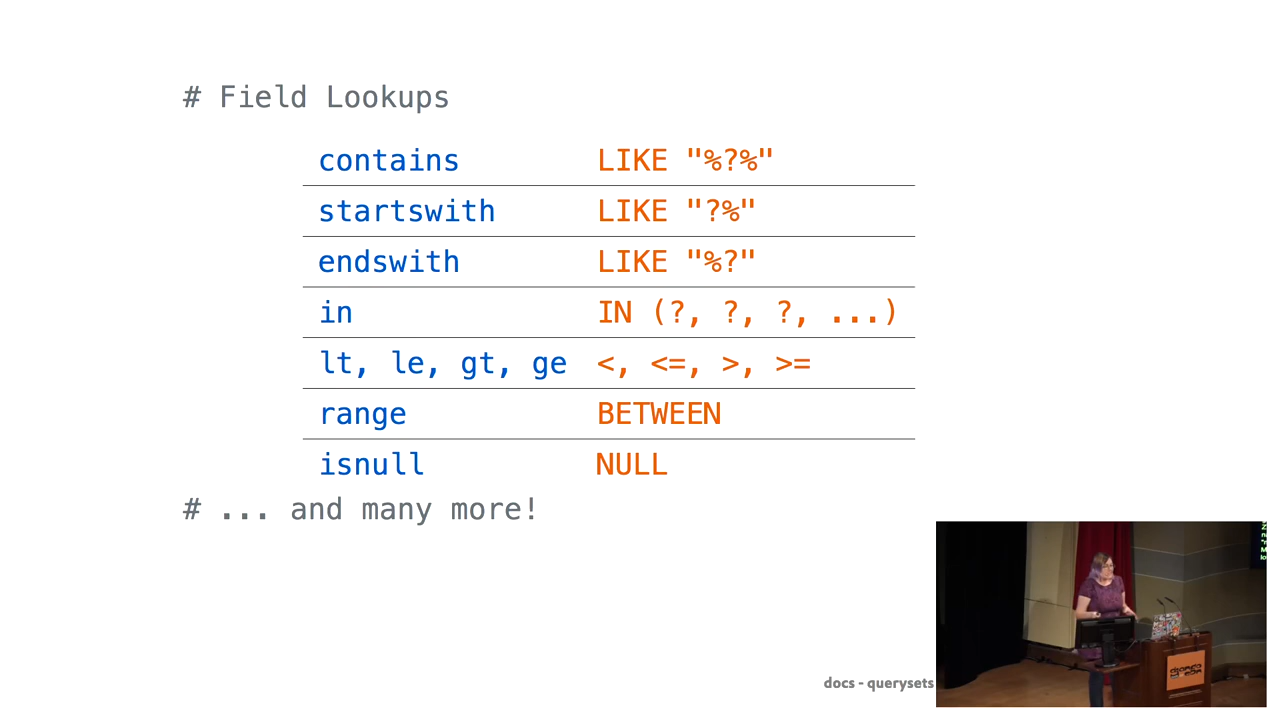 # Field Lookups
contains LIKE "%?%"
startswith LIKE "?%"
endswith LIKE "%?"
in IN (?, ?, ?, ...)
lt, le, gt, ge <, <=, >, >=
range BETWEEN
isnull NULL
# ... and many more!
docs - querysets